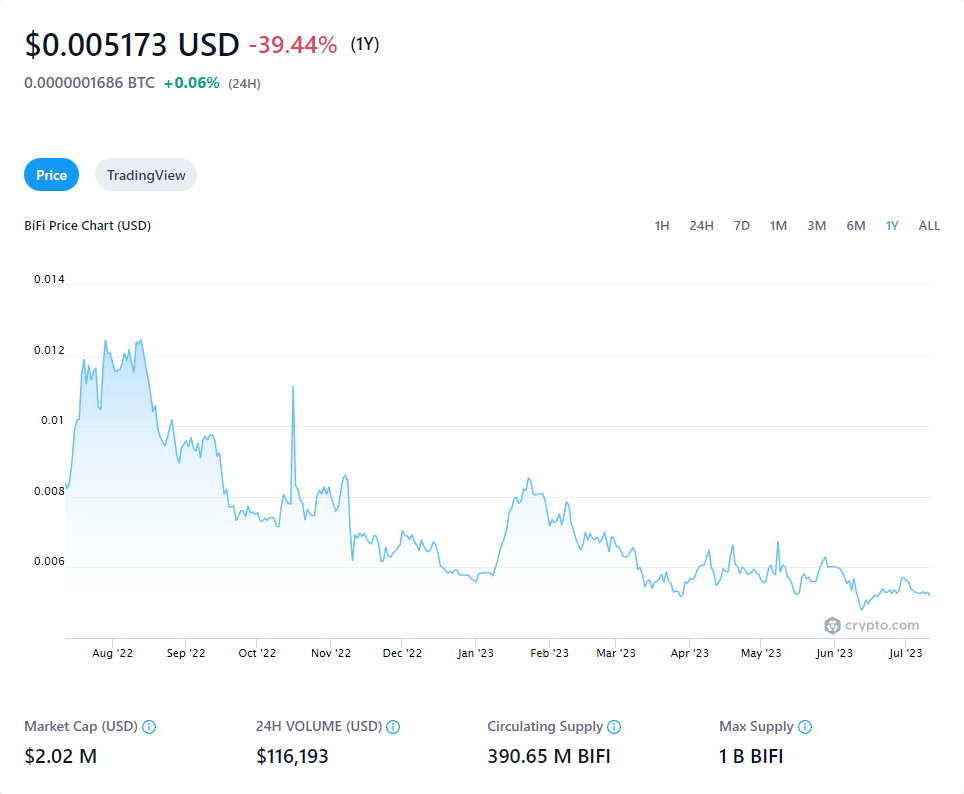 $0.005173 USD -39.44% (1Y)
0.0000001686 BTC +0.06% (24H)
Price TradingView
BiFi Price Chart (USD) 1H 24H 7D 1M 3M 6M 1Y ALL
0.014
0.012
0.01
0.008
0.006
crypto.com
Aug '22 Sep '22 Oct '22 Nov '22 Dec '22 Jan '23 Feb '23 Mar '23 Apr '23 May '23 Jun '23 Jul '23
Market Cap (USD) 24H VOLUME (USD) Circulating Supply Max Supply
$2.02 M $116,193 390.65 M BIFI 1 B BIFI